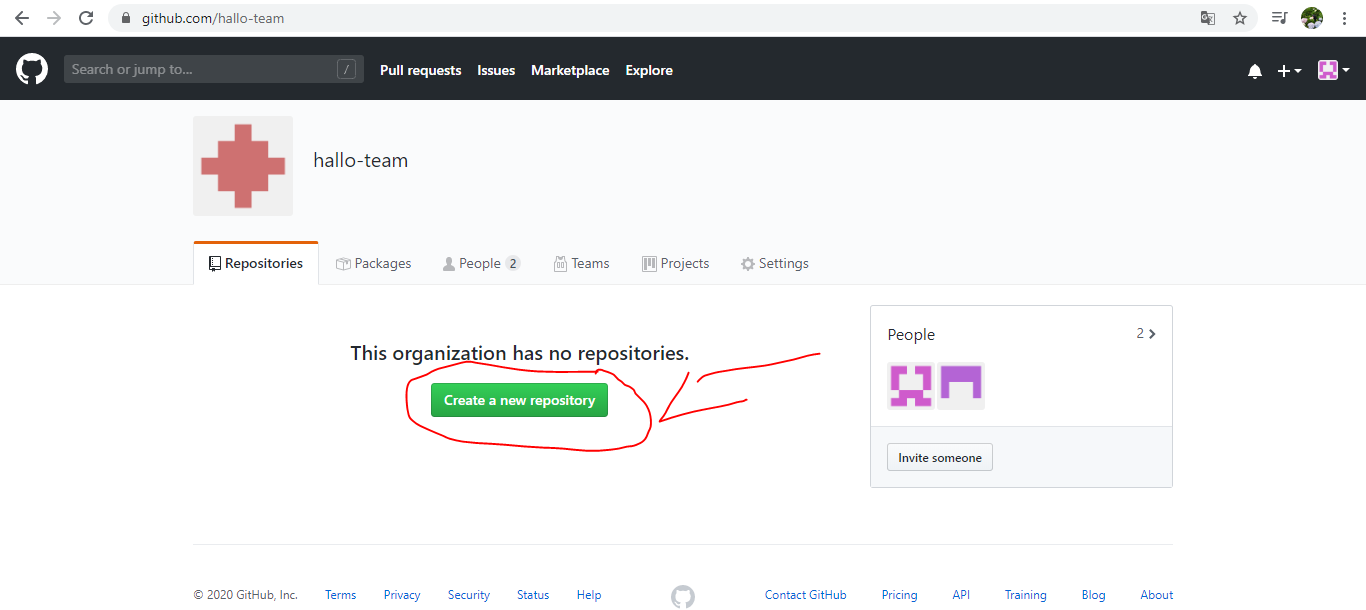 github.com/hallo-team
Search or jump to... /
Pull requests Issues Marketplace Explore
hallo-team
Repositories Packages People 2 Teams Projects Settings
This organization has no repositories.
Create a new repository
People 2
Invite someone
© 2020 GitHub, Inc. Terms Privacy Security Status Help Contact GitHub Pricing API Training Blog About